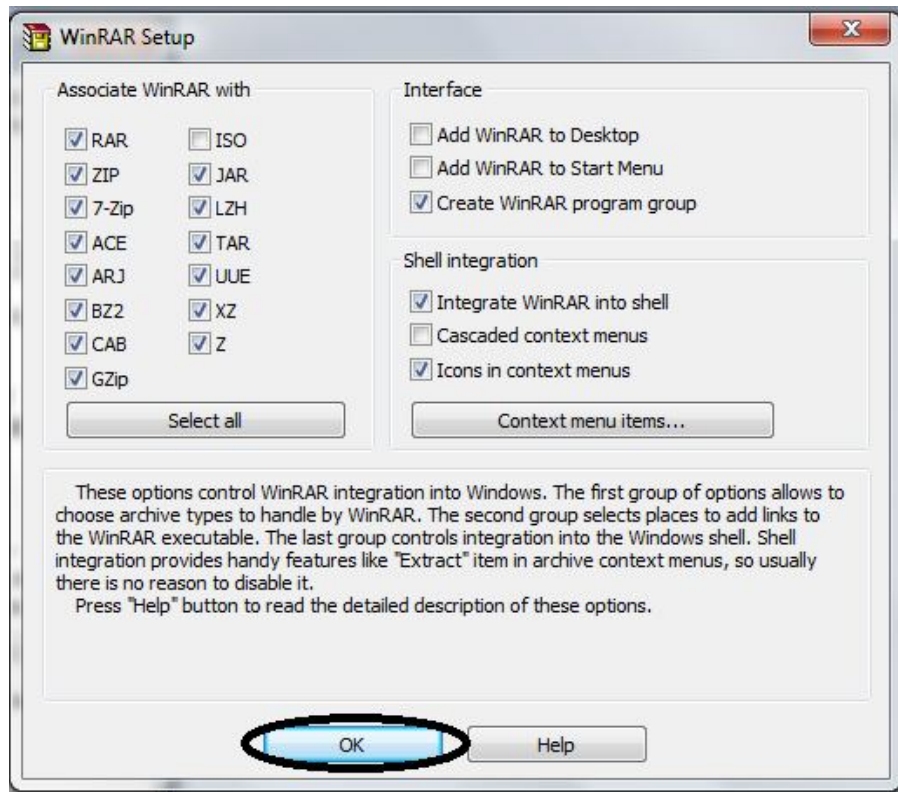 WinRAR Setup
Associate WinRAR with
RAR
ISO
ZIP
JAR
7-Zip
LZH
ACE
TAR
ARJ
UUE
BZ2
XZ
CAB
Z
GZip
Select all
Interface
Add WinRAR to Desktop
Add WinRAR to Start Menu
Create WinRAR program group
Shell integration
Integrate WinRAR into shell
Cascaded context menus
Icons in context menus
Context menu items...
These options control WinRAR integration into Windows. The first group of options allows to
choose archive types to handle by WinRAR. The second group selects places to add links to
the WinRAR executable. The last group controls integration into the Windows shell. Shell
integration provides handy features like "Extract" item in archive context menus, so usually
there is no reason to disable it.
Press "Help" button to read the detailed description of these options.
OK
Help